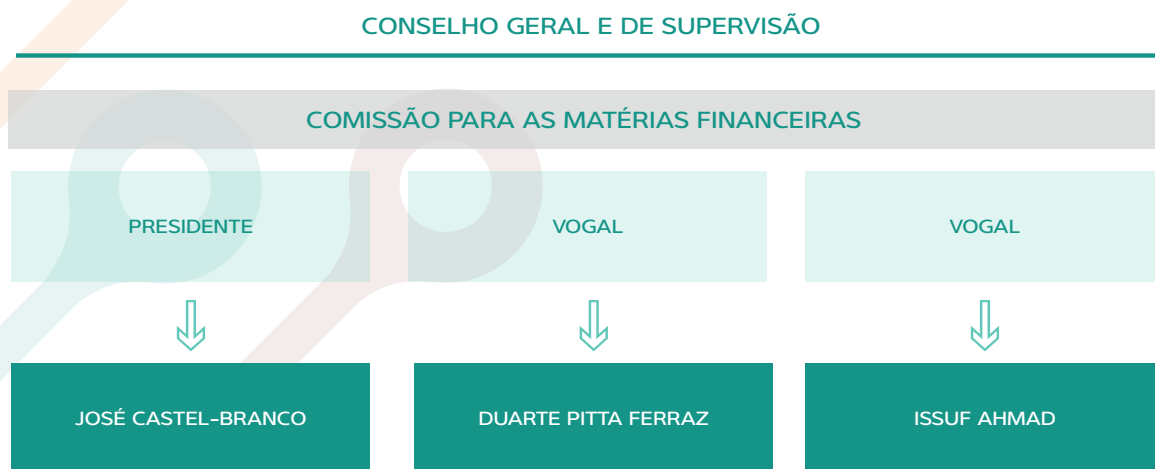 CONSELHO GERAL E DE SUPERVISÃO
COMISSÃO PARA AS MATÉRIAS FINANCEIRAS
PRESIDENTE
VOGAL
VOGAL
JOSÉ CASTEL-BRANCO
DUARTE PITTA FERRAZ
ISSUF AHMAD